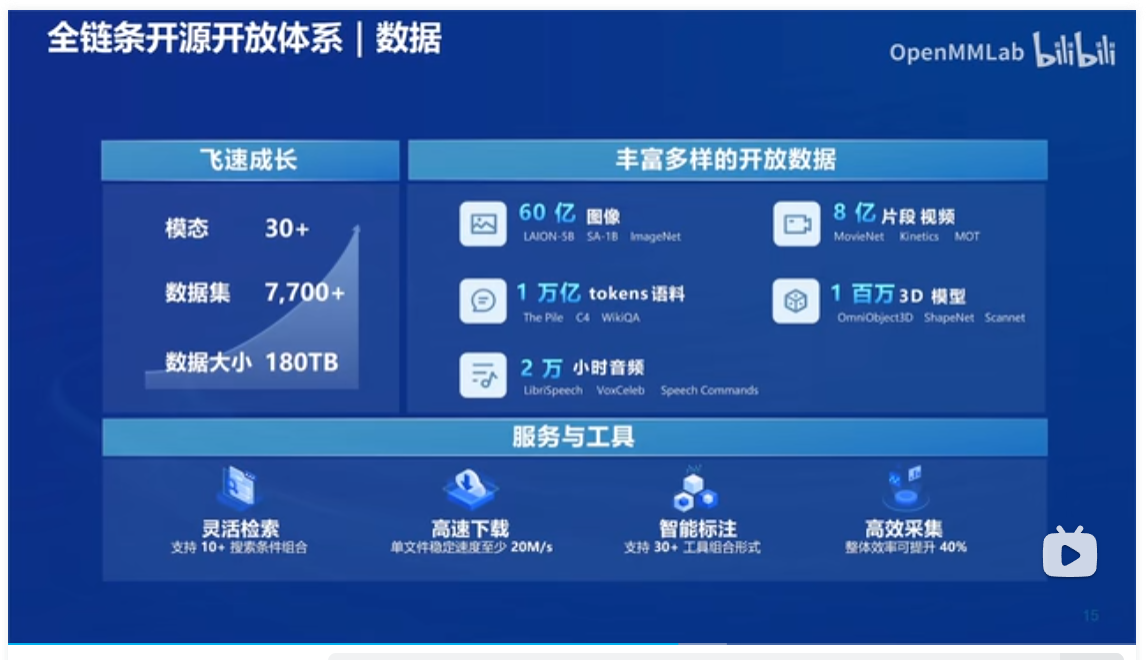 全链条开源开放体系 | 数据
OpenMMLab bilibili
飞速成长
模态 30+
数据集 7,700+
数据大小 180TB
丰富多样的开放数据
60 亿 图像
LAION-5B SA-1B ImageNet
8 亿 片段 视频
MovieNet Kinetics MOT
1 万亿 tokens 语料
The Pile C4 WikiQA
1 百万 3D 模型
OmniObject3D ShapeNet Scannet
2 万 小时音频
LibriSpeech VoxCeleb Speech Commands
服务与工具
灵活检索
支持 10+ 搜索条件组合
高速下载
单文件稳定速度至少 20M/s
智能标注
支持 30+ 工具组合形式
高效采集
整体效率可提升 40%
15